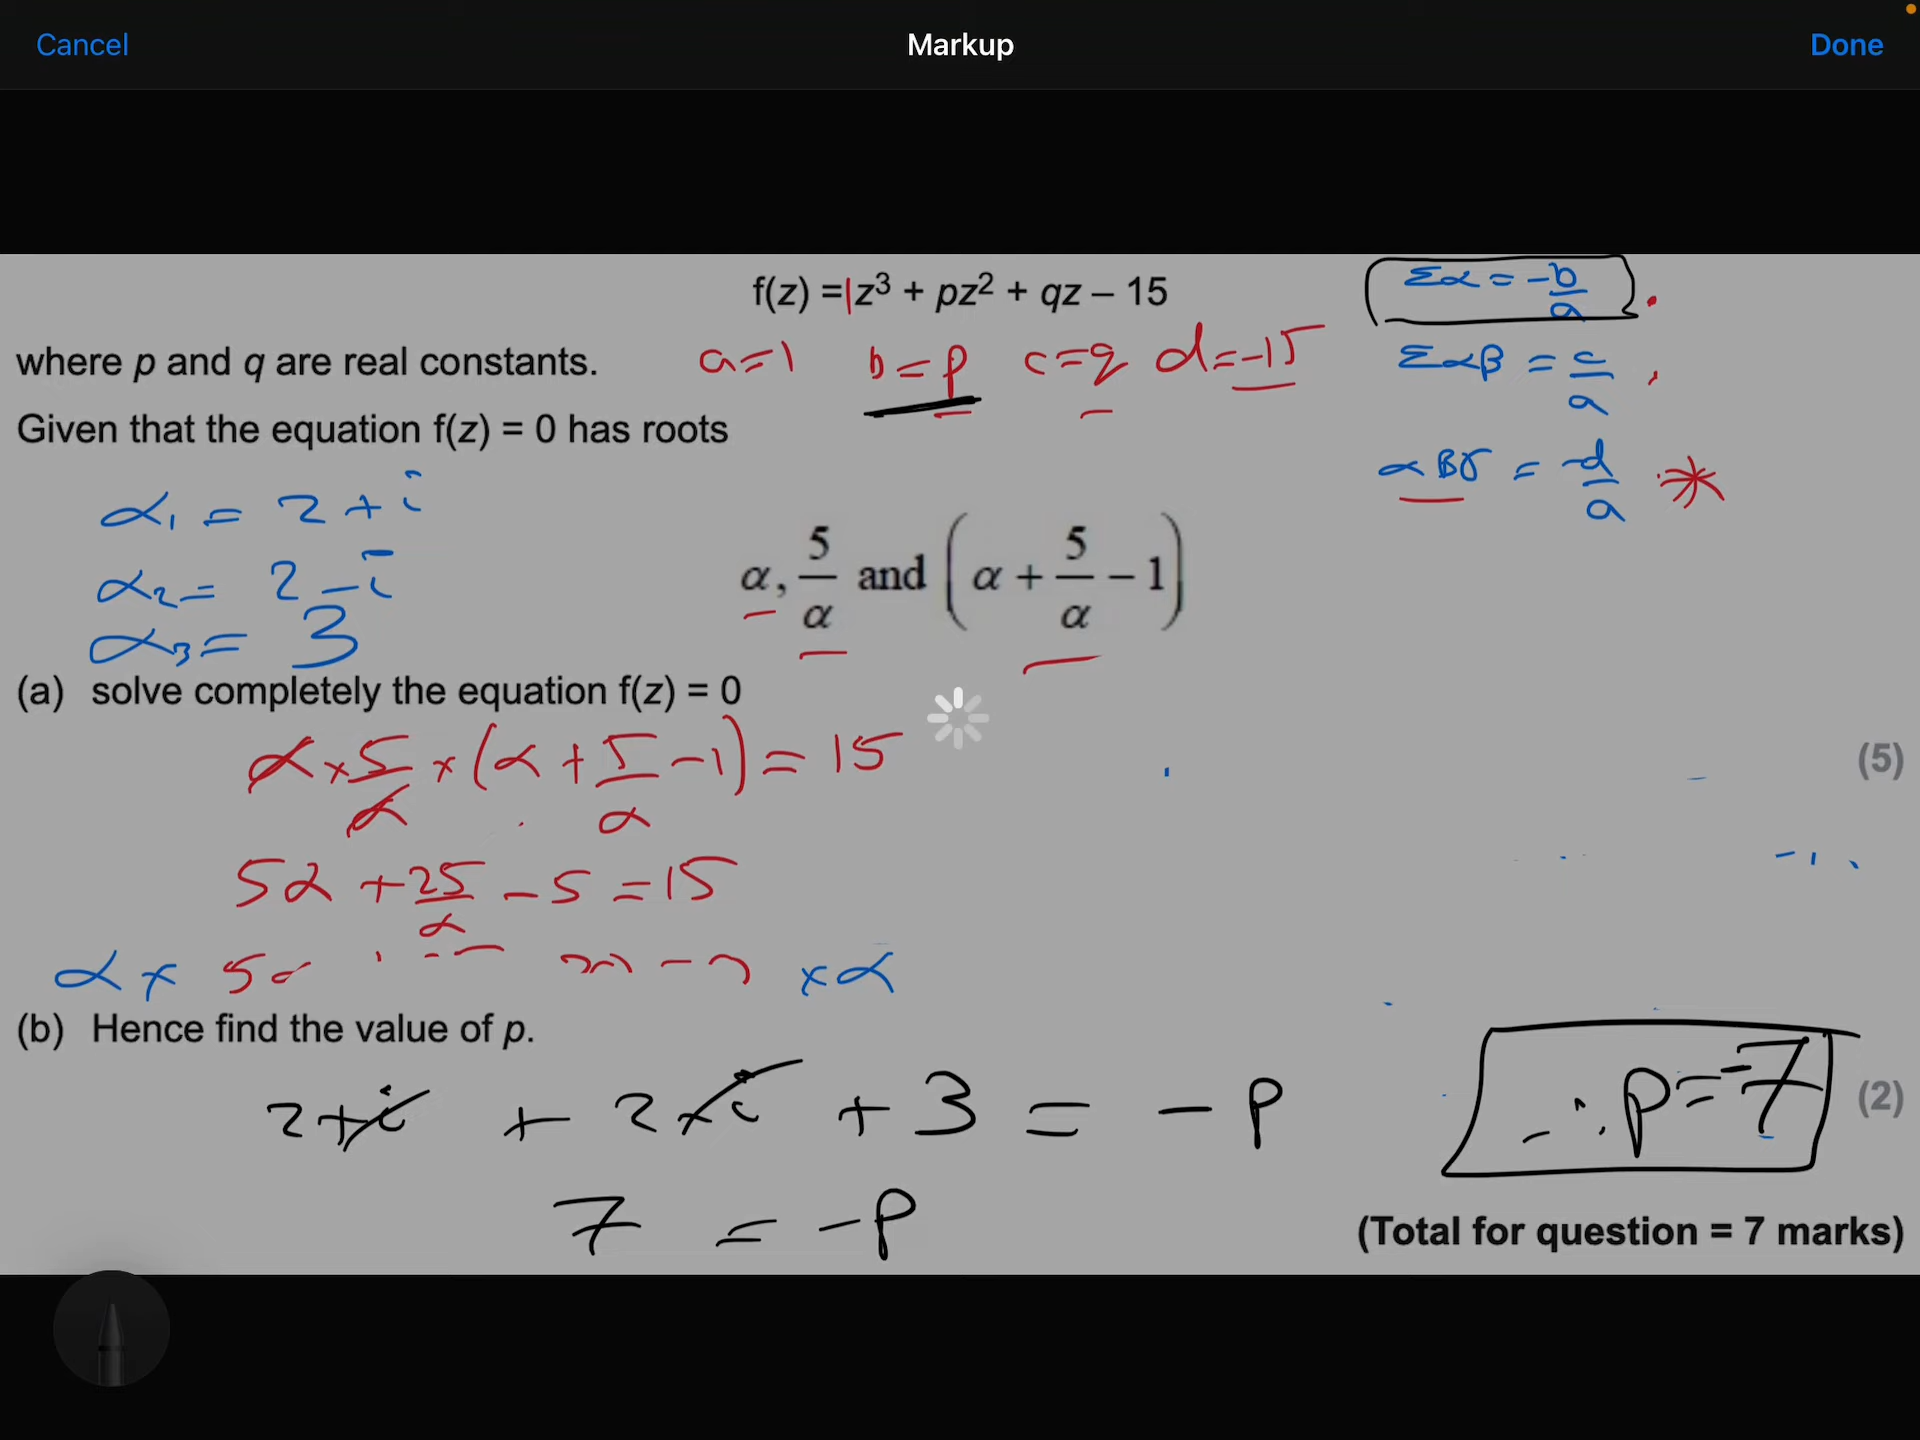 Cancel Markup Done
f(z) = 1z³ + pz² + qz – 15
Σα = -b/a
where p and q are real constants.
a=1 b=p c=q d=-15
Σαβ = c/a
Given that the equation f(z) = 0 has roots
αβγ = -d/a *
α₁ = 2+i
α₂ = 2-i
α₃ = 3
α, 5/α and (α + 5/α – 1)
(a) solve completely the equation f(z) = 0
α × 5/α × (α + 5/α - 1) = 15
(5)
5α + 25/α - 5 = 15
α × 5α × α
(b) Hence find the value of p.
2+i + 2-i + 3 = -p
∴ p = -7
(2)
7 = -p
(Total for question = 7 marks)